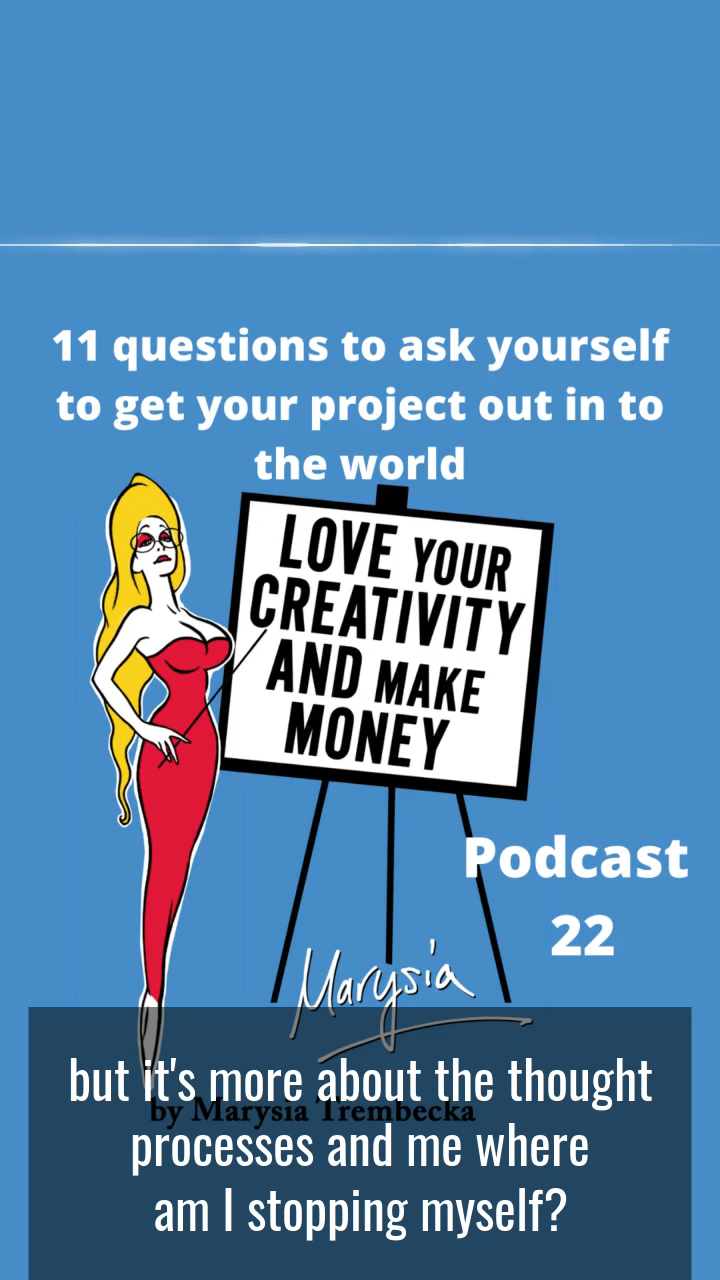 11 questions to ask yourself
to get your project out in to
the world
LOVE YOUR
CREATIVITY
AND MAKE
MONEY
Podcast
22
Marysia
by Marysia Trembecka
but it's more about the thought
processes and me where
am I stopping myself?